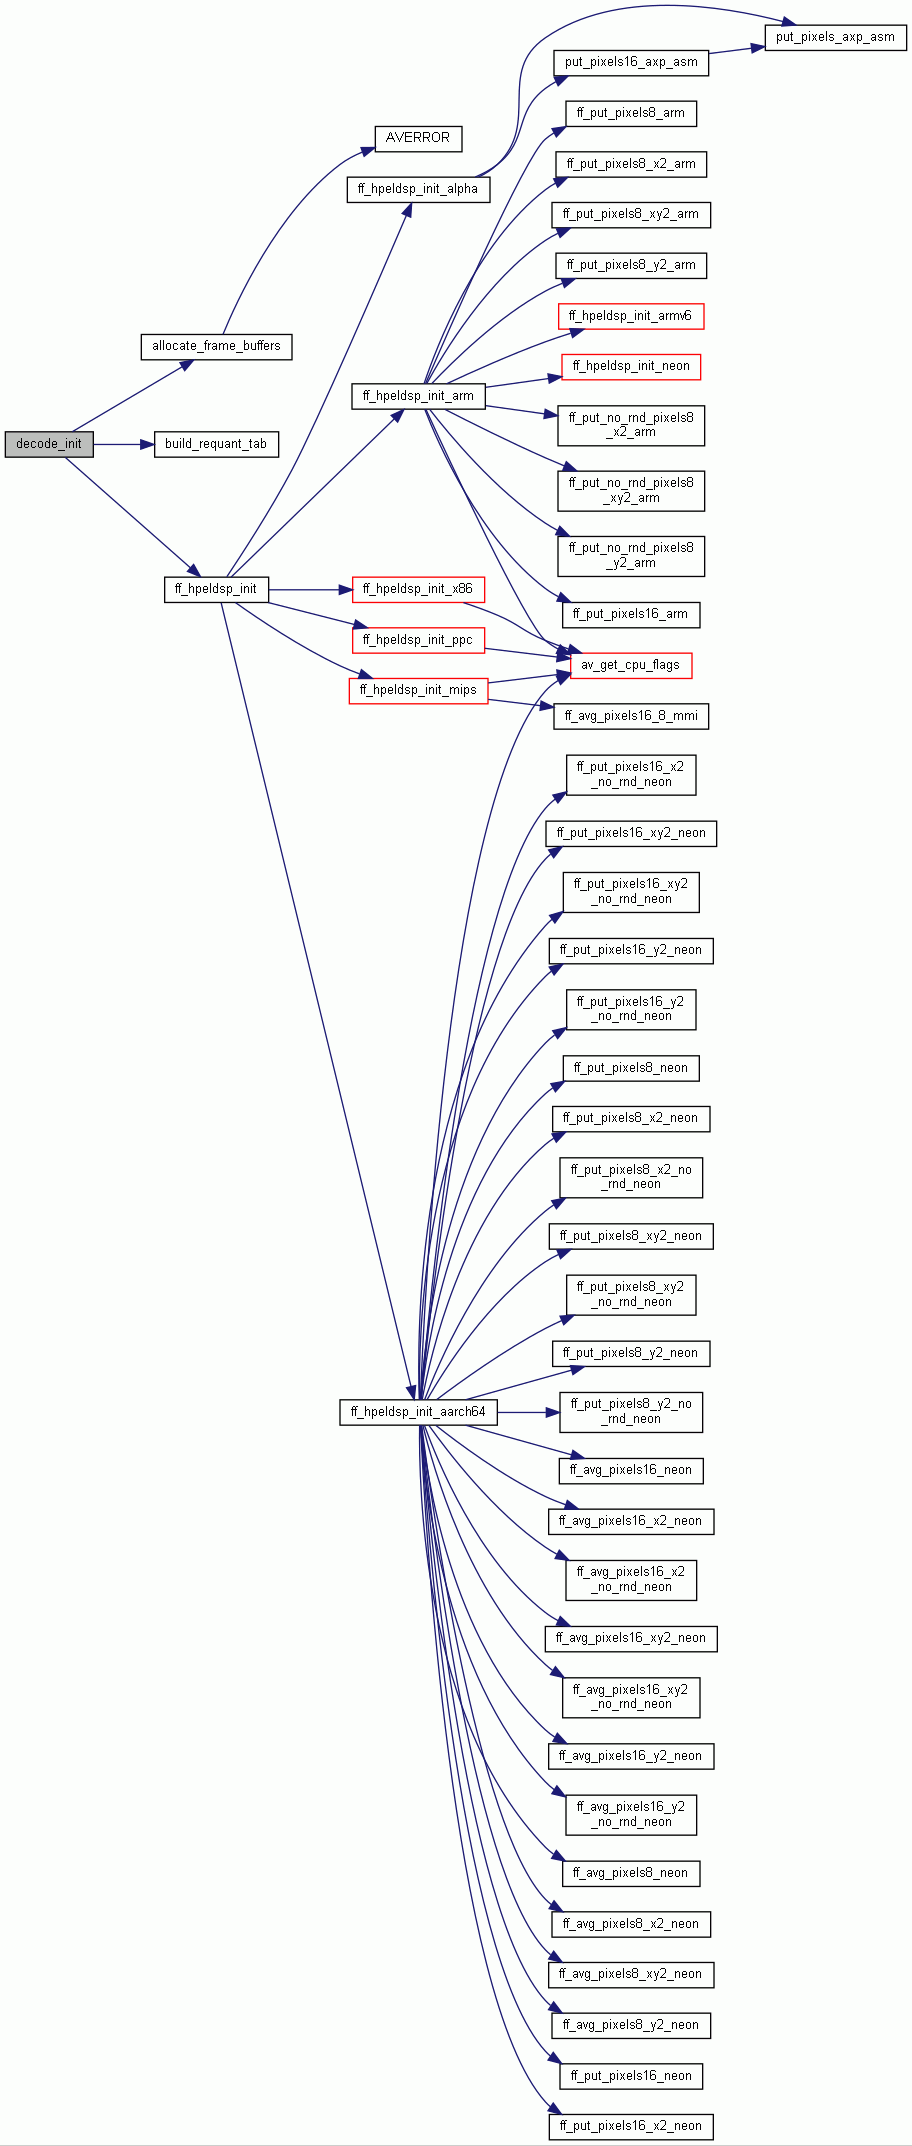 put_pixels_axp_asm
put_pixels16_axp_asm
ff_put_pixels8_arm
AVERROR
ff_put_pixels8_x2_arm
ff_hpeldsp_init_alpha
ff_put_pixels8_xy2_arm
ff_put_pixels8_y2_arm
ff_hpeldsp_init_armv6
allocate_frame_buffers
ff_hpeldsp_init_neon
ff_hpeldsp_init_arm
ff_put_no_rnd_pixels8
_x2_arm
decode_init
build_requant_tab
ff_put_no_rnd_pixels8
_xy2_arm
ff_put_no_rnd_pixels8
_y2_arm
ff_hpeldsp_init
ff_hpeldsp_init_x86
ff_put_pixels16_arm
ff_hpeldsp_init_ppc
av_get_cpu_flags
ff_hpeldsp_init_mips
ff_avg_pixels16_8_mmi
ff_put_pixels16_x2
_no_rnd_neon
ff_put_pixels16_xy2_neon
ff_put_pixels16_xy2
_no_rnd_neon
ff_put_pixels16_y2_neon
ff_put_pixels16_y2
_no_rnd_neon
ff_put_pixels8_neon
ff_put_pixels8_x2_neon
ff_put_pixels8_x2_no
_rnd_neon
ff_put_pixels8_xy2_neon
ff_put_pixels8_xy2
_no_rnd_neon
ff_put_pixels8_y2_neon
ff_hpeldsp_init_aarch64
ff_put_pixels8_y2_no
_rnd_neon
ff_avg_pixels16_neon
ff_avg_pixels16_x2_neon
ff_avg_pixels16_x2
_no_rnd_neon
ff_avg_pixels16_xy2_neon
ff_avg_pixels16_xy2
_no_rnd_neon
ff_avg_pixels16_y2_neon
ff_avg_pixels16_y2
_no_rnd_neon
ff_avg_pixels8_neon
ff_avg_pixels8_x2_neon
ff_avg_pixels8_xy2_neon
ff_avg_pixels8_y2_neon
ff_put_pixels16_neon
ff_put_pixels16_x2_neon